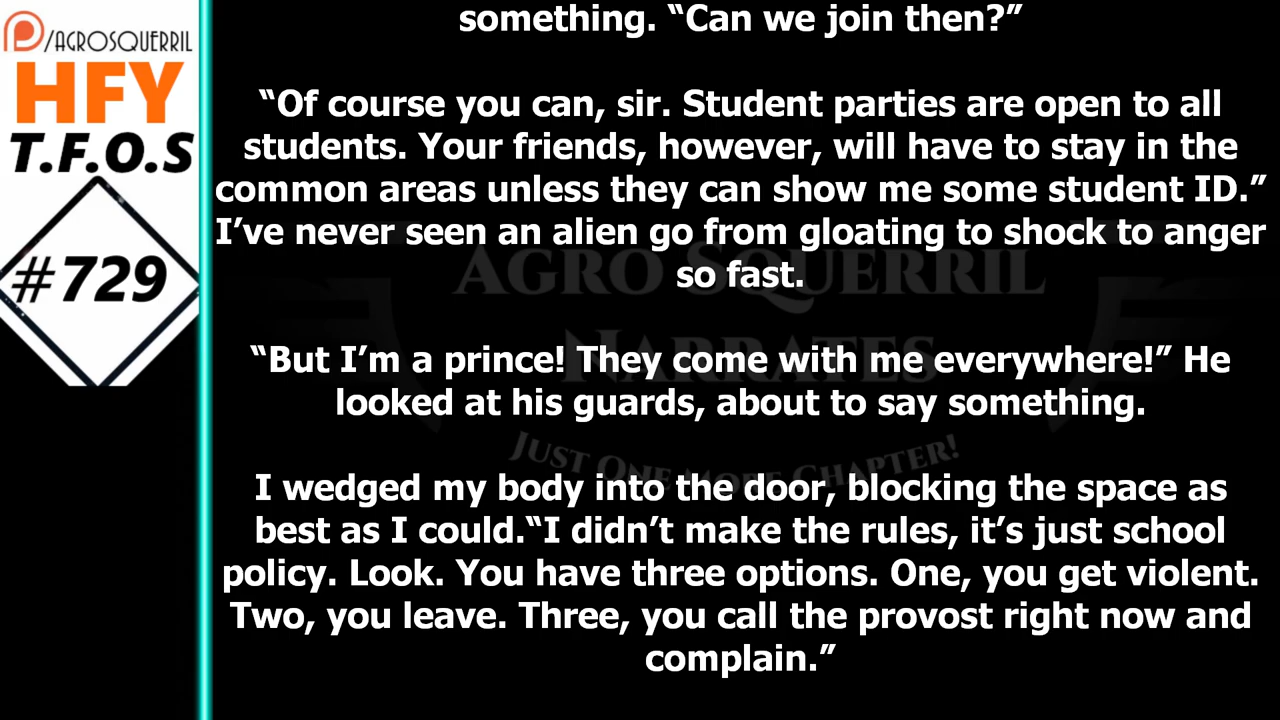 /AGROSQUERRIL
HFY
T.F.O.S
#729
something. “Can we join then?”
“Of course you can, sir. Student parties are open to all
students. Your friends, however, will have to stay in the
common areas unless they can show me some student ID.”
I’ve never seen an alien go from gloating to shock to anger
so fast.
“But I’m a prince! They come with me everywhere!” He
looked at his guards, about to say something.
I wedged my body into the door, blocking the space as
best as I could.“I didn’t make the rules, it’s just school
policy. Look. You have three options. One, you get violent.
Two, you leave. Three, you call the provost right now and
complain.”
AGRO SQUERRIL
NARRATES
JUST ONE MORE CHAPTER!